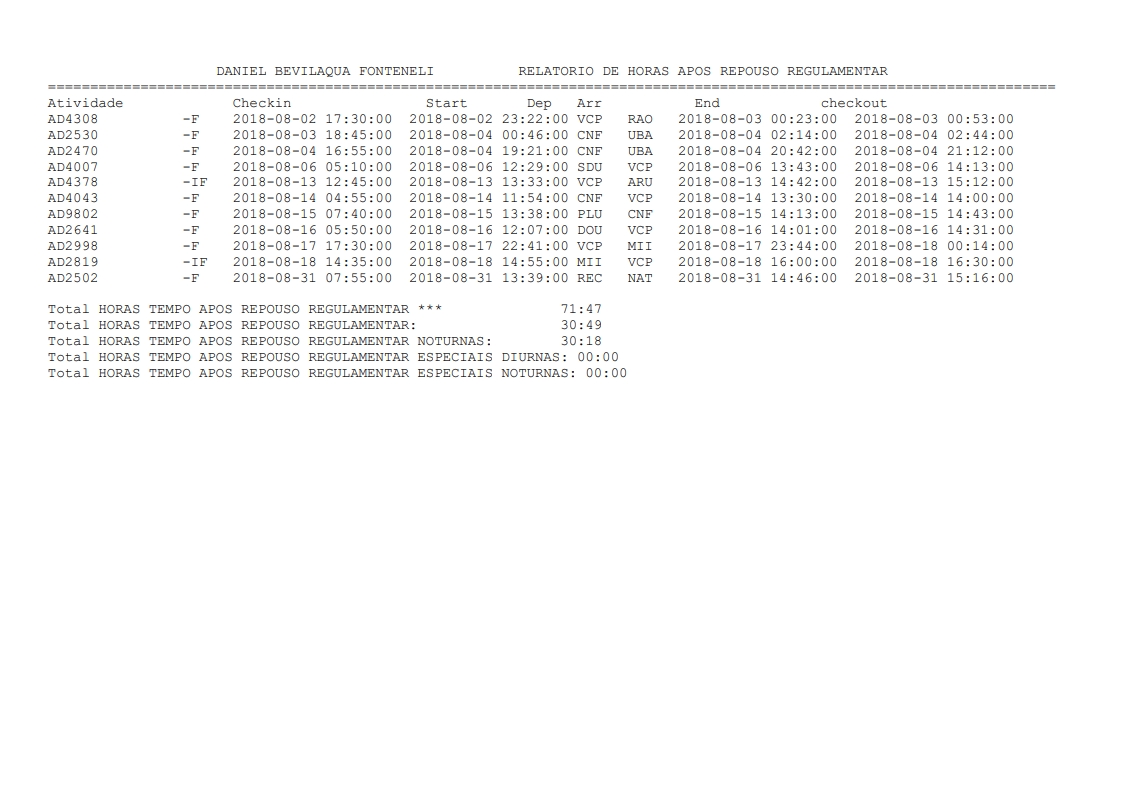 DANIEL BEVILAQUA FONTENELI RELATORIO DE HORAS APOS REPOUSO REGULAMENTAR
========================================================================================================================
Atividade Checkin Start Dep Arr End checkout
AD4308 -F 2018-08-02 17:30:00 2018-08-02 23:22:00 VCP RAO 2018-08-03 00:23:00 2018-08-03 00:53:00
AD2530 -F 2018-08-03 18:45:00 2018-08-04 00:46:00 CNF UBA 2018-08-04 02:14:00 2018-08-04 02:44:00
AD2470 -F 2018-08-04 16:55:00 2018-08-04 19:21:00 CNF UBA 2018-08-04 20:42:00 2018-08-04 21:12:00
AD4007 -F 2018-08-06 05:10:00 2018-08-06 12:29:00 SDU VCP 2018-08-06 13:43:00 2018-08-06 14:13:00
AD4378 -IF 2018-08-13 12:45:00 2018-08-13 13:33:00 VCP ARU 2018-08-13 14:42:00 2018-08-13 15:12:00
AD4043 -F 2018-08-14 04:55:00 2018-08-14 11:54:00 CNF VCP 2018-08-14 13:30:00 2018-08-14 14:00:00
AD9802 -F 2018-08-15 07:40:00 2018-08-15 13:38:00 PLU CNF 2018-08-15 14:13:00 2018-08-15 14:43:00
AD2641 -F 2018-08-16 05:50:00 2018-08-16 12:07:00 DOU VCP 2018-08-16 14:01:00 2018-08-16 14:31:00
AD2998 -F 2018-08-17 17:30:00 2018-08-17 22:41:00 VCP MII 2018-08-17 23:44:00 2018-08-18 00:14:00
AD2819 -IF 2018-08-18 14:35:00 2018-08-18 14:55:00 MII VCP 2018-08-18 16:00:00 2018-08-18 16:30:00
AD2502 -F 2018-08-31 07:55:00 2018-08-31 13:39:00 REC NAT 2018-08-31 14:46:00 2018-08-31 15:16:00
Total HORAS TEMPO APOS REPOUSO REGULAMENTAR *** 71:47
Total HORAS TEMPO APOS REPOUSO REGULAMENTAR: 30:49
Total HORAS TEMPO APOS REPOUSO REGULAMENTAR NOTURNAS: 30:18
Total HORAS TEMPO APOS REPOUSO REGULAMENTAR ESPECIAIS DIURNAS: 00:00
Total HORAS TEMPO APOS REPOUSO REGULAMENTAR ESPECIAIS NOTURNAS: 00:00